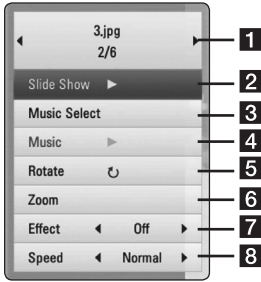 3.jpg 1
2/6
Slide Show ▶ 2
Music Select 3
Music ▶ 4
Rotate ↻ 5
Zoom 6
Effect ◀ Off ▶ 7
Speed ◀ Normal ▶ 8